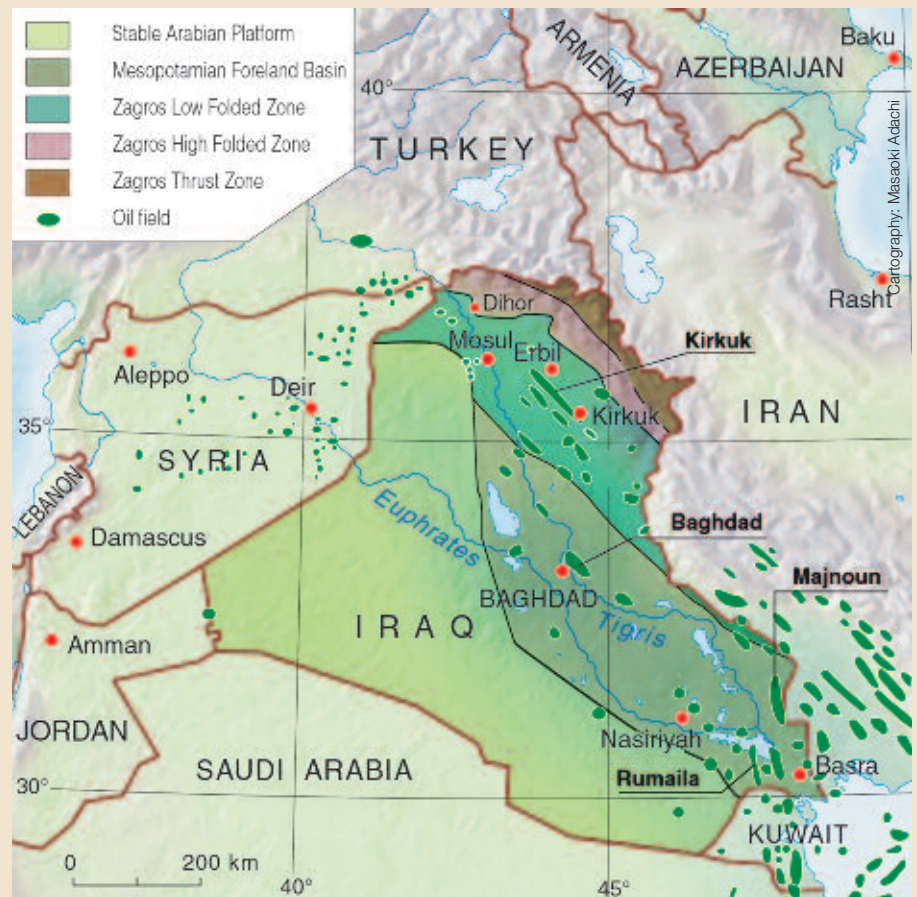 Stable Arabian Platform
Mesopotamian Foreland Basin
Zagros Low Folded Zone
Zagros High Folded Zone
Zagros Thrust Zone
Oil field
ARMENIA
Baku
AZERBAIJAN
40°
TURKEY
Cartography: Masaoki Adachi
Rasht
Dihor
Mosul
Erbil
Kirkuk
Aleppo
Deir
Kirkuk
IRAN
35°
SYRIA
LEBANON
Euphrates
Baghdad
Damascus
Majnoun
BAGHDAD
IRAQ
Tigris
Amman
JORDAN
Nasiriyah
SAUDI ARABIA
Rumaila
Basra
30°
KUWAIT
0 200 km
40°
45°